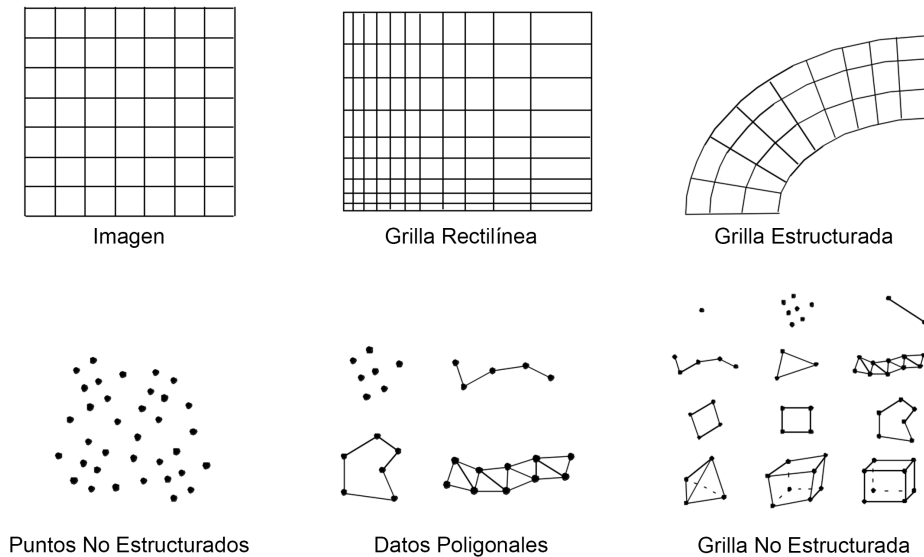 Imagen
Grilla Rectilínea
Grilla Estructurada
Puntos No Estructurados
Datos Poligonales
Grilla No Estructurada